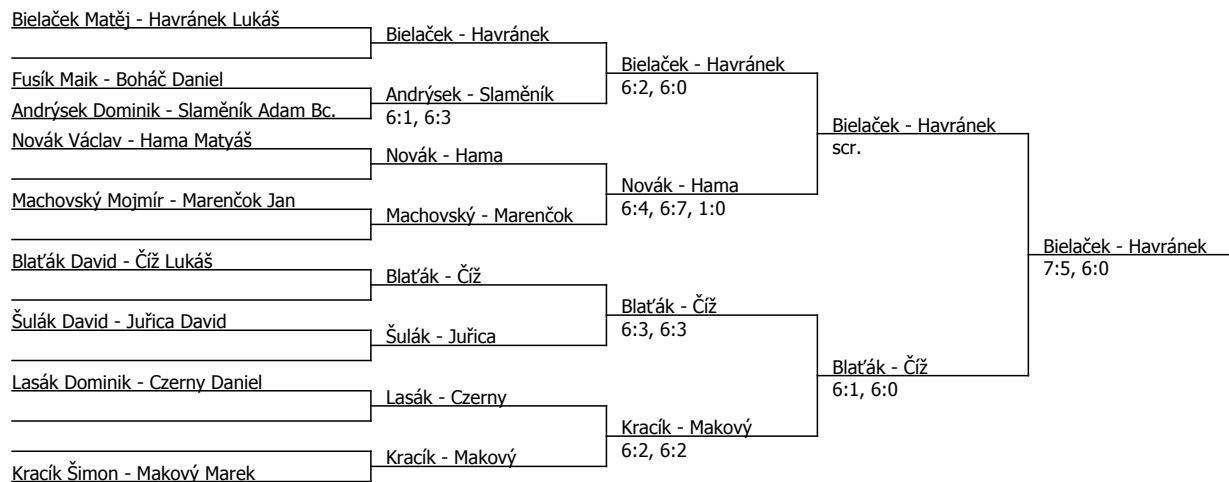 Bielaček Matěj - Havránek Lukáš
Fusík Maik - Boháč Daniel
Andrýsek Dominik - Slaměník Adam Bc.
Novák Václav - Hama Matyáš
Machovský Mojmír - Marenčok Jan
Blaťák David - Číž Lukáš
Šulák David - Juřica David
Lasák Dominik - Czerny Daniel
Kracík Šimon - Makový Marek
Bielaček - Havránek
Andrýsek - Slaměník
6:1, 6:3
Novák - Hama
Machovský - Marenčok
Blaťák - Číž
Šulák - Juřica
Lasák - Czerny
Kracík - Makový
Bielaček - Havránek
6:2, 6:0
Novák - Hama
6:4, 6:7, 1:0
Blaťák - Číž
6:3, 6:3
Kracík - Makový
6:2, 6:2
Bielaček - Havránek
scr.
Blaťák - Číž
6:1, 6:0
Bielaček - Havránek
7:5, 6:0